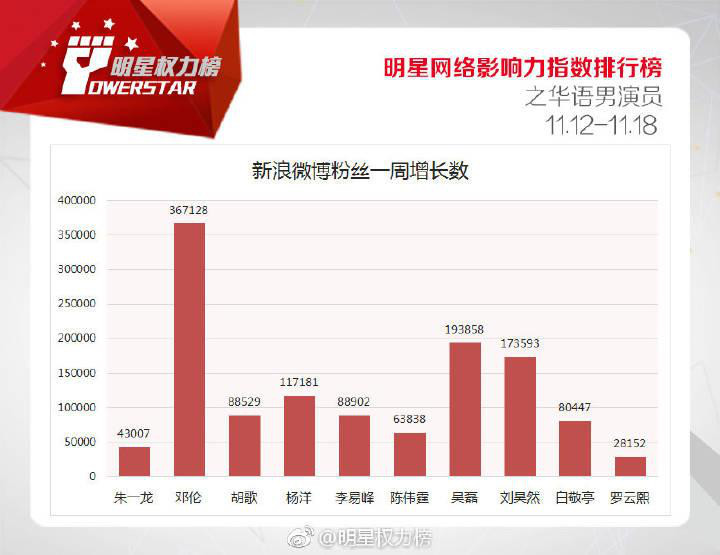 明星权力榜
POWERSTAR
明星网络影响力指数排行榜
之华语男演员
11.12-11.18
新浪微博粉丝一周增长数
400000
350000
300000
250000
200000
150000
100000
50000
0
43007
367128
88529
117181
88902
63838
193858
173593
80447
28152
朱一龙 邓伦 胡歌 杨洋 李易峰 陈伟霆 吴磊 刘昊然 白敬亭 罗云熙
@明星权力榜